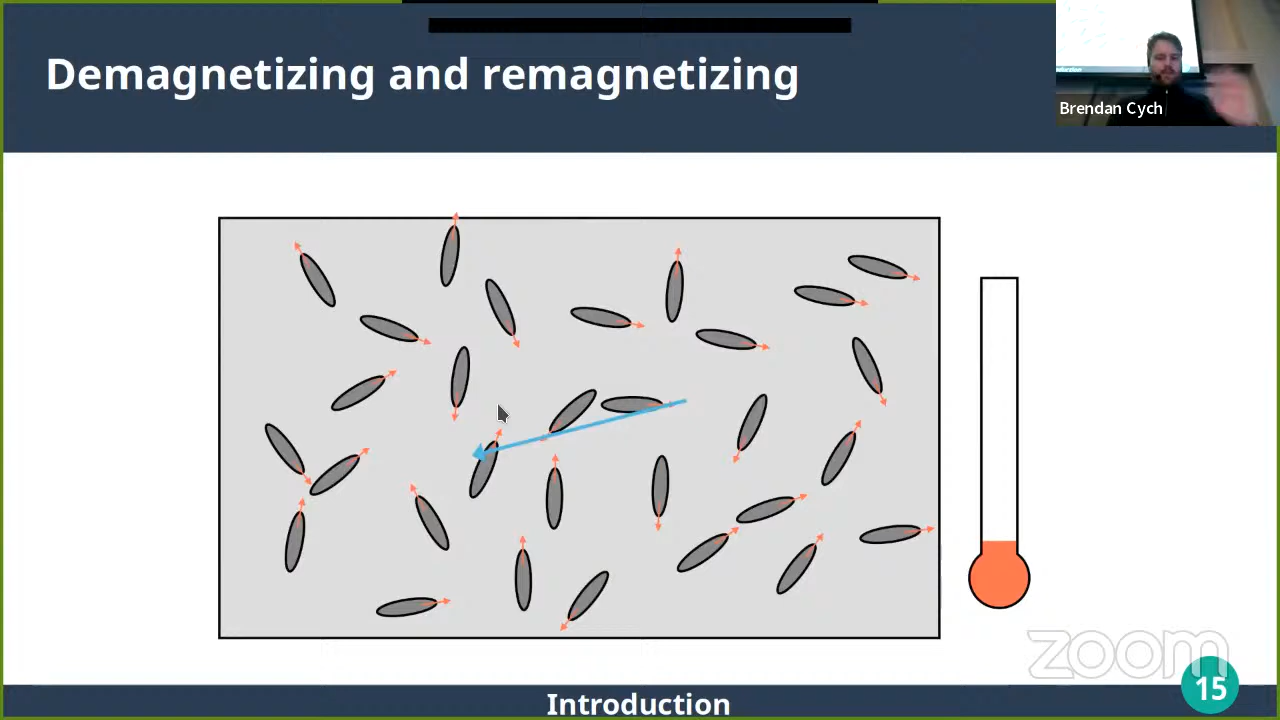 Demagnetizing and remagnetizing
Brendan Cych
zoom
15
Introduction